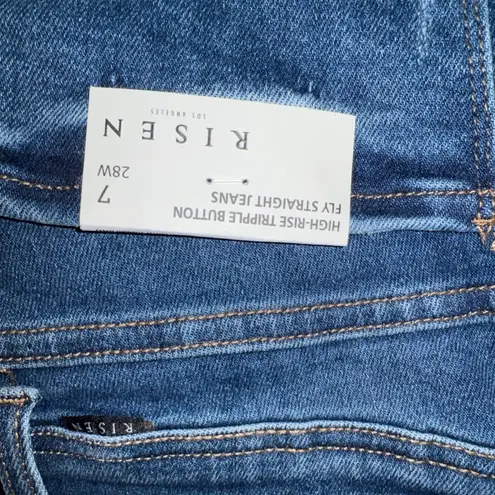 HIGH-RISE TRIPPLE BUTTON
FLY STRAIGHT JEANS
7
28W
RISEN
LOS ANGELES
RISEN